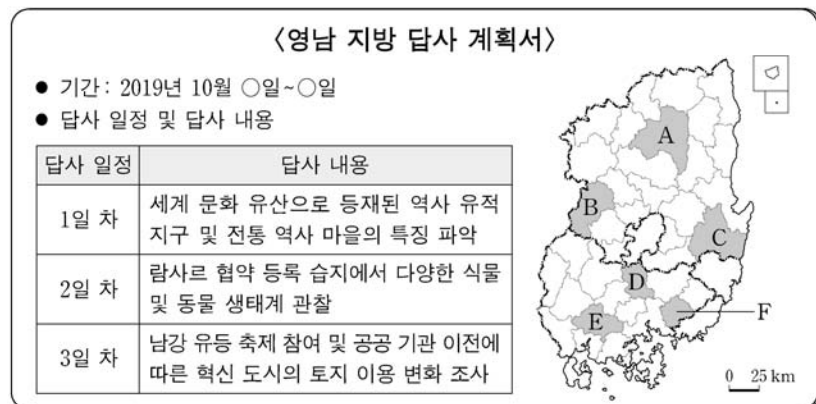 〈영남 지방 답사 계획서〉
● 기간 : 2019년 10월 ○일~○일
● 답사 일정 및 답사 내용
답사 일정 답사 내용
1일 차 세계 문화 유산으로 등재된 역사 유적
지구 및 전통 역사 마을의 특징 파악
2일 차 람사르 협약 등록 습지에서 다양한 식물
및 동물 생태계 관찰
3일 차 남강 유등 축제 참여 및 공공 기관 이전에
따른 혁신 도시의 토지 이용 변화 조사
A
B
C
D
E
F
0 25 km